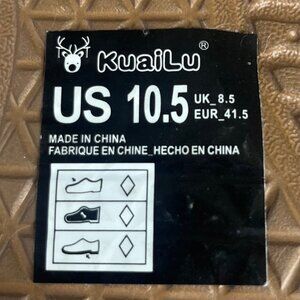 KuaiLu®
US 10.5
UK_8.5
EUR_41.5
MADE IN CHINA
FABRIQUE EN CHINE_HECHO EN CHINA